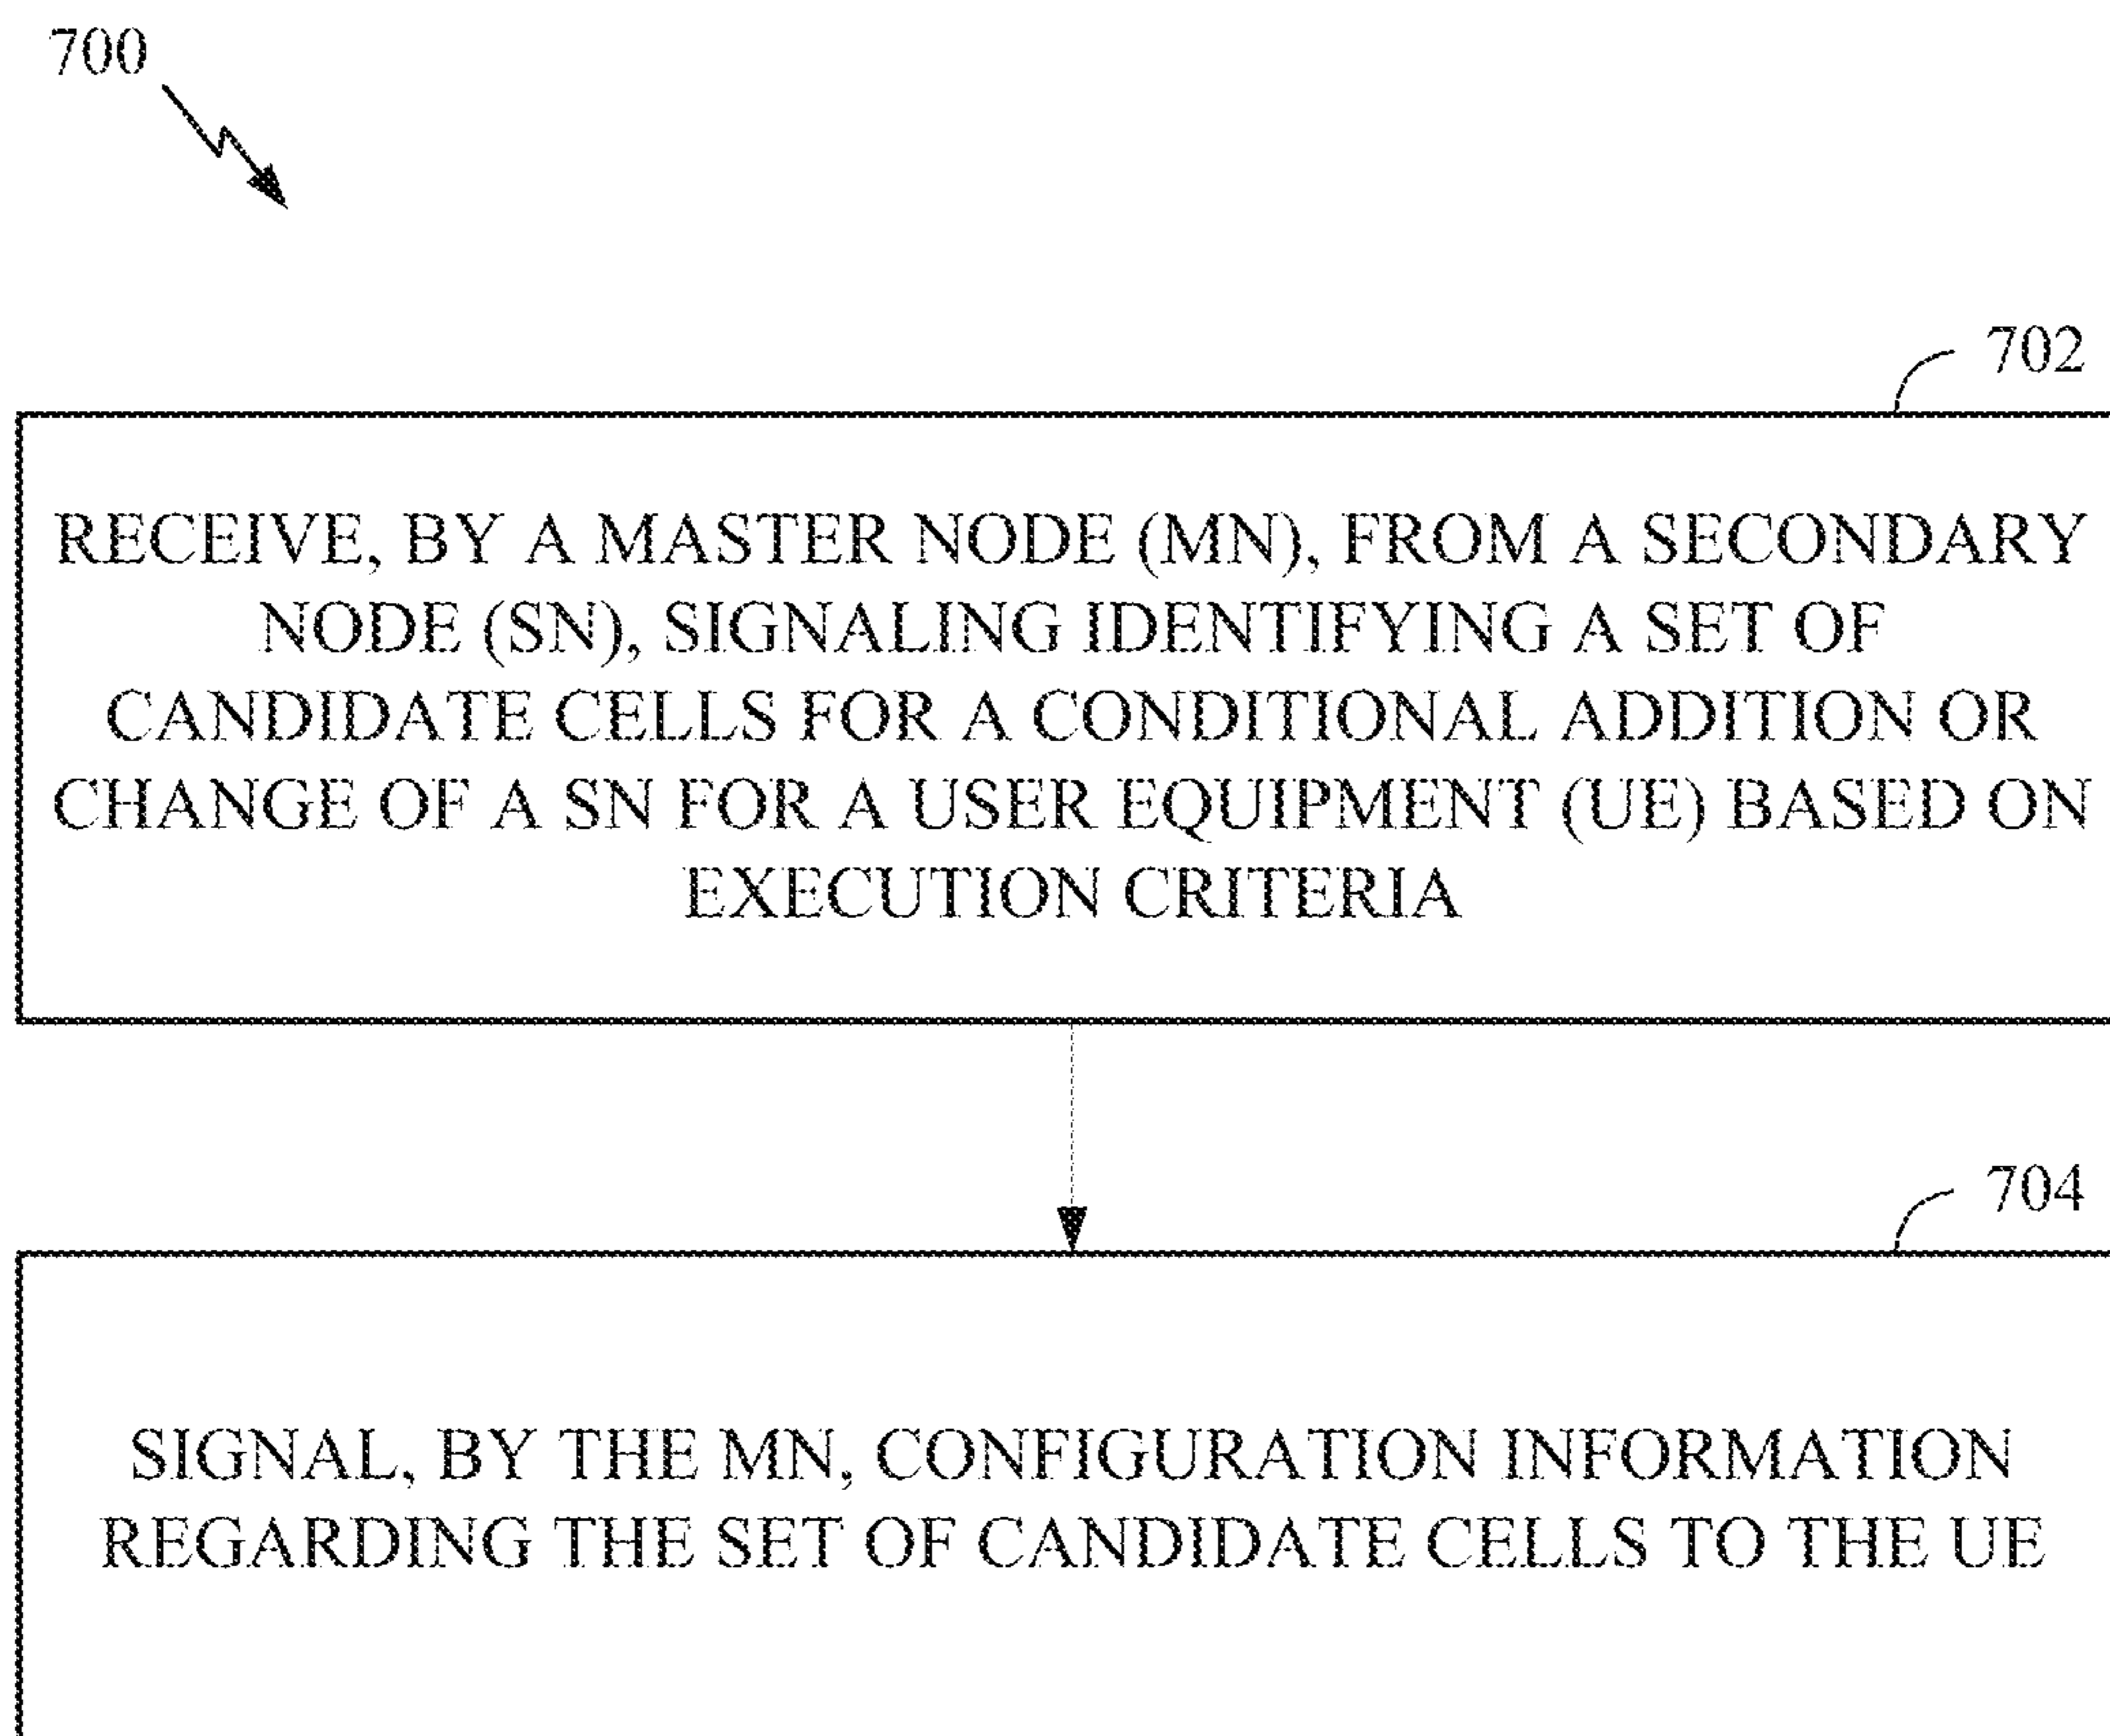 700
702
RECEIVE, BY A MASTER NODE (MN), FROM A SECONDARY
NODE (SN), SIGNALING IDENTIFYING A SET OF
CANDIDATE CELLS FOR A CONDITIONAL ADDITION OR
CHANGE OF A SN FOR A USER EQUIPMENT (UE) BASED ON
EXECUTION CRITERIA
704
SIGNAL, BY THE MN, CONFIGURATION INFORMATION
REGARDING THE SET OF CANDIDATE CELLS TO THE UE